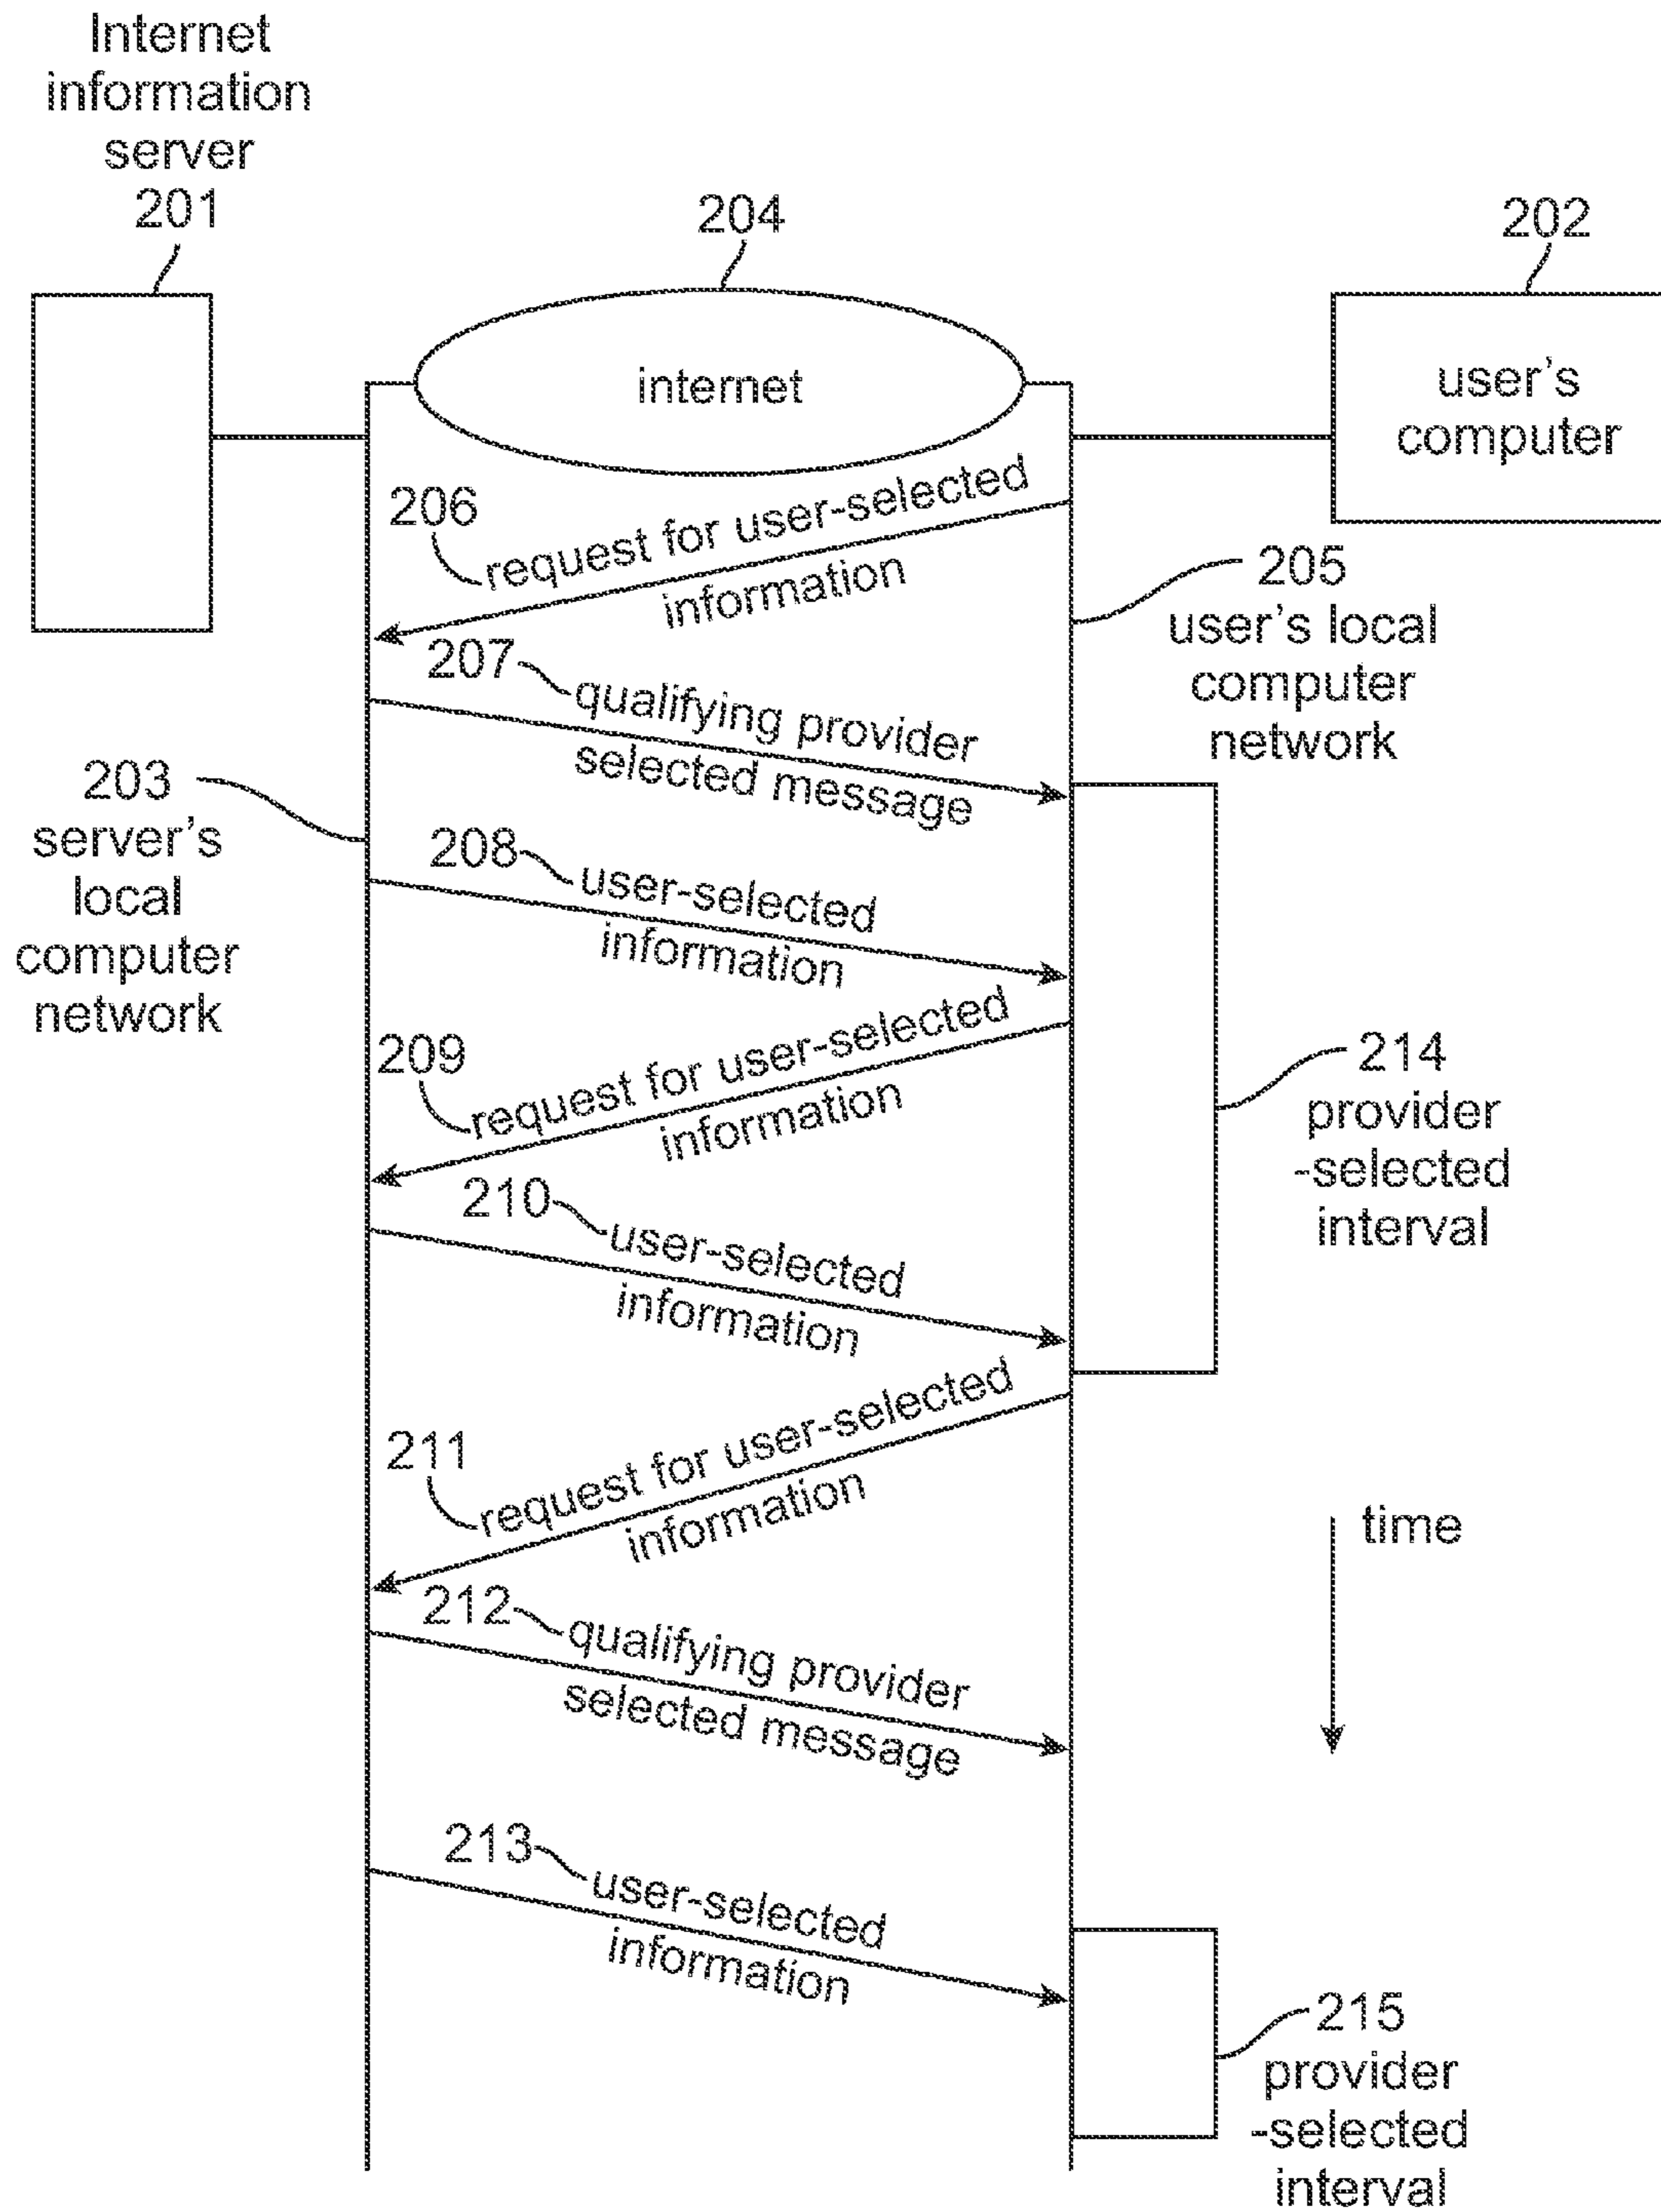 Internet
information
server
201
204
202
internet
user's
computer
206
request for user-selected
information
205
user's local
computer
network
207
qualifying provider
selected message
203
server's
local
computer
network
208
user-selected
information
209
request for user-selected
information
214
provider
-selected
interval
210
user-selected
information
211
request for user-selected
information
time
212
qualifying provider
selected message
213
user-selected
information
215
provider
-selected
interval